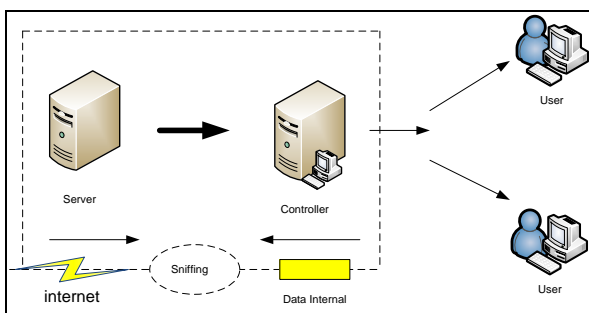 User
Server
Controller
Sniffing
internet
Data Internal
User